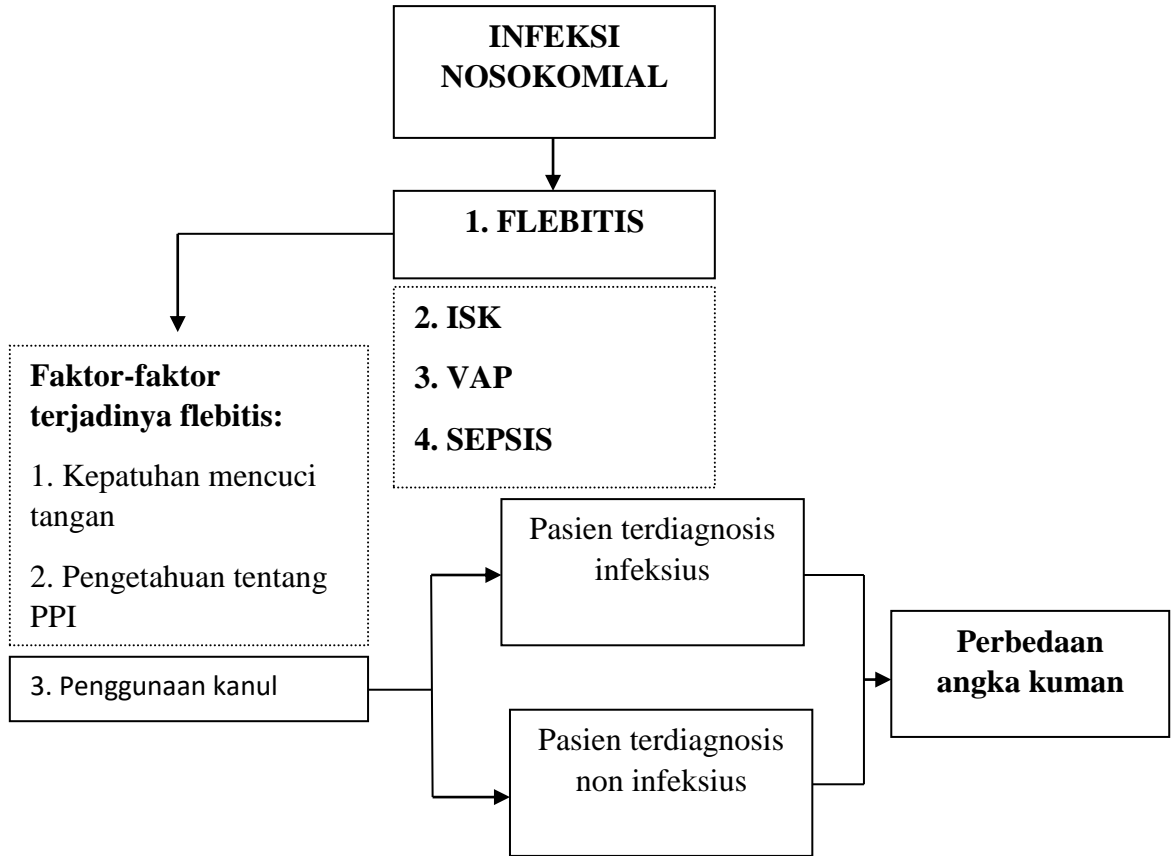 INFEKSI
NOSOKOMIAL
1. FLEBITIS
2. ISK
3. VAP
4. SEPSIS
Faktor-faktor
terjadinya flebitis:
1. Kepatuhan mencuci
tangan
2. Pengetahuan tentang
PPI
3. Penggunaan kanul
Pasien terdiagnosis
infeksius
Pasien terdiagnosis
non infeksius
Perbedaan
angka kuman